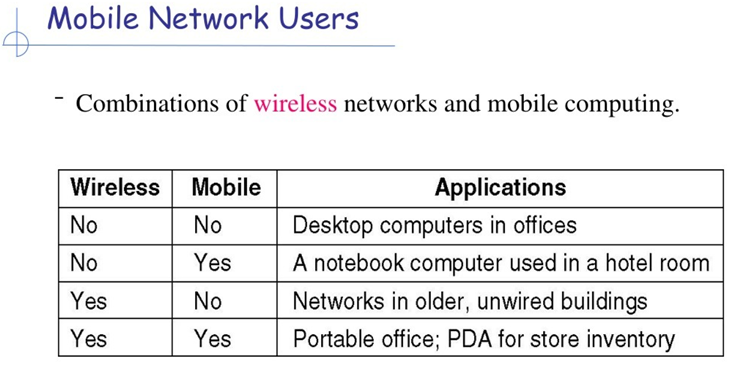 Mobile Network Users
– Combinations of wireless networks and mobile computing.
Wireless Mobile Applications
No No Desktop computers in offices
No Yes A notebook computer used in a hotel room
Yes No Networks in older, unwired buildings
Yes Yes Portable office; PDA for store inventory